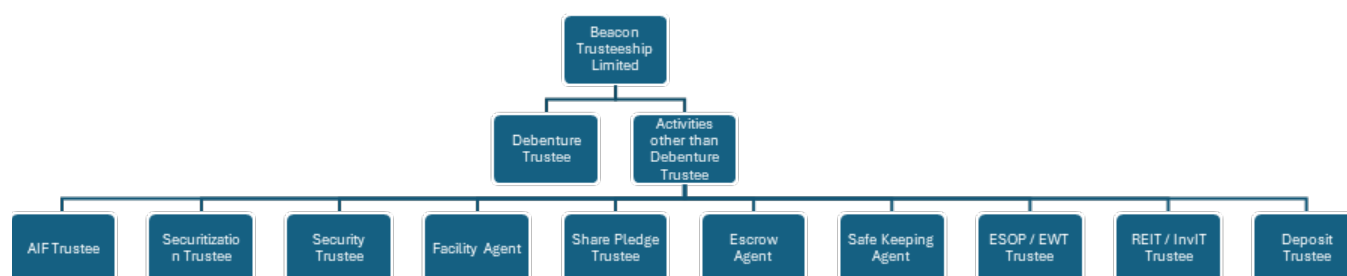 Beacon
Trusteeship
Limited
Debenture
Trustee
Activities
other than
Debenture
Trustee
AIF Trustee
Securitizatio
n Trustee
Security
Trustee
Facility Agent
Share Pledge
Trustee
Escrow
Agent
Safe Keeping
Agent
ESOP / EWT
Trustee
REIT / InvIT
Trustee
Deposit
Trustee